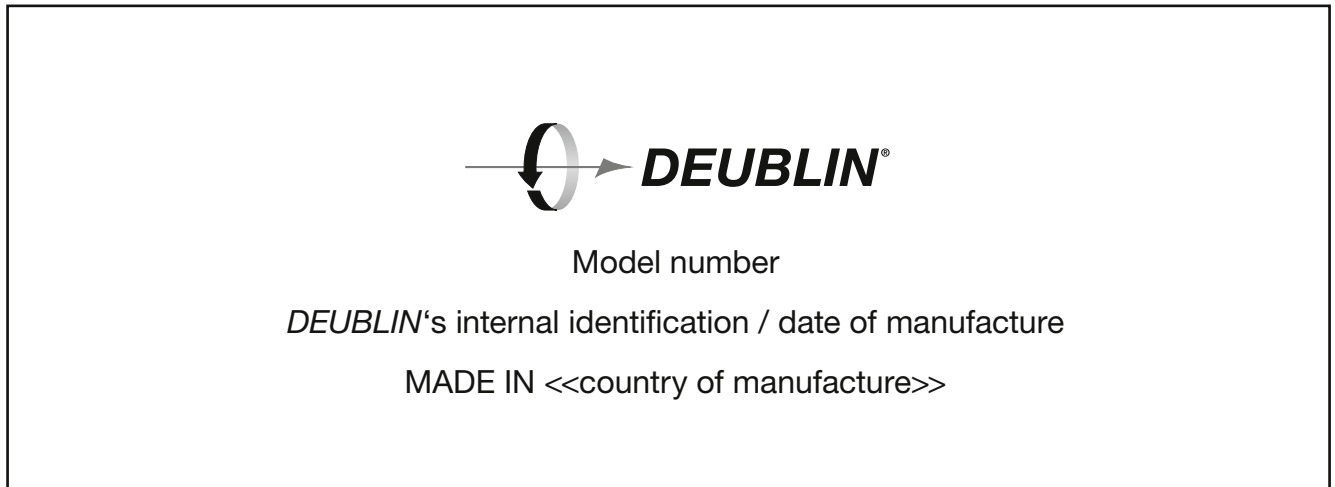 DEUBLIN®
Model number
DEUBLIN‘s internal identification / date of manufacture
MADE IN <<country of manufacture>>